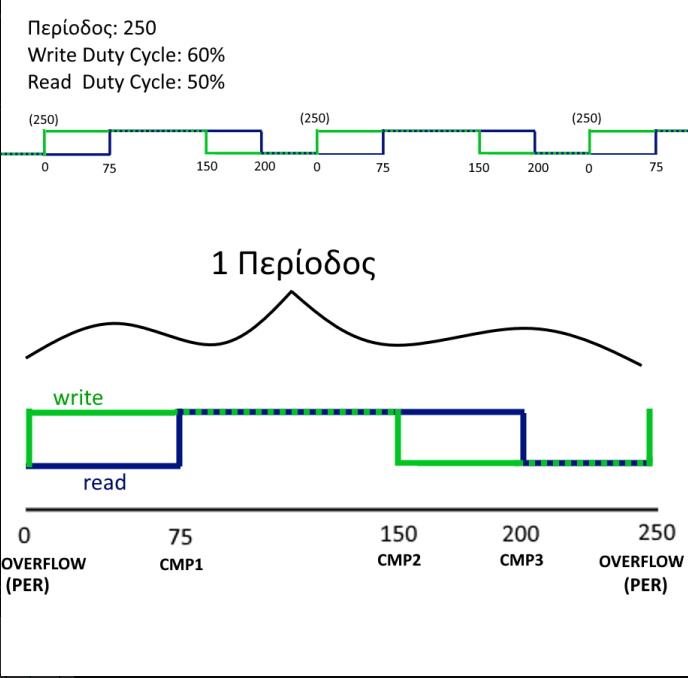 Περίοδος: 250
Write Duty Cycle: 60%
Read Duty Cycle: 50%
(250) (250) (250)
0 75 150 200 0 75 150 200 0 75
1 Περίοδος
write
read
0 75 150 200 250
OVERFLOW CMP1 CMP2 CMP3 OVERFLOW
(PER) (PER)